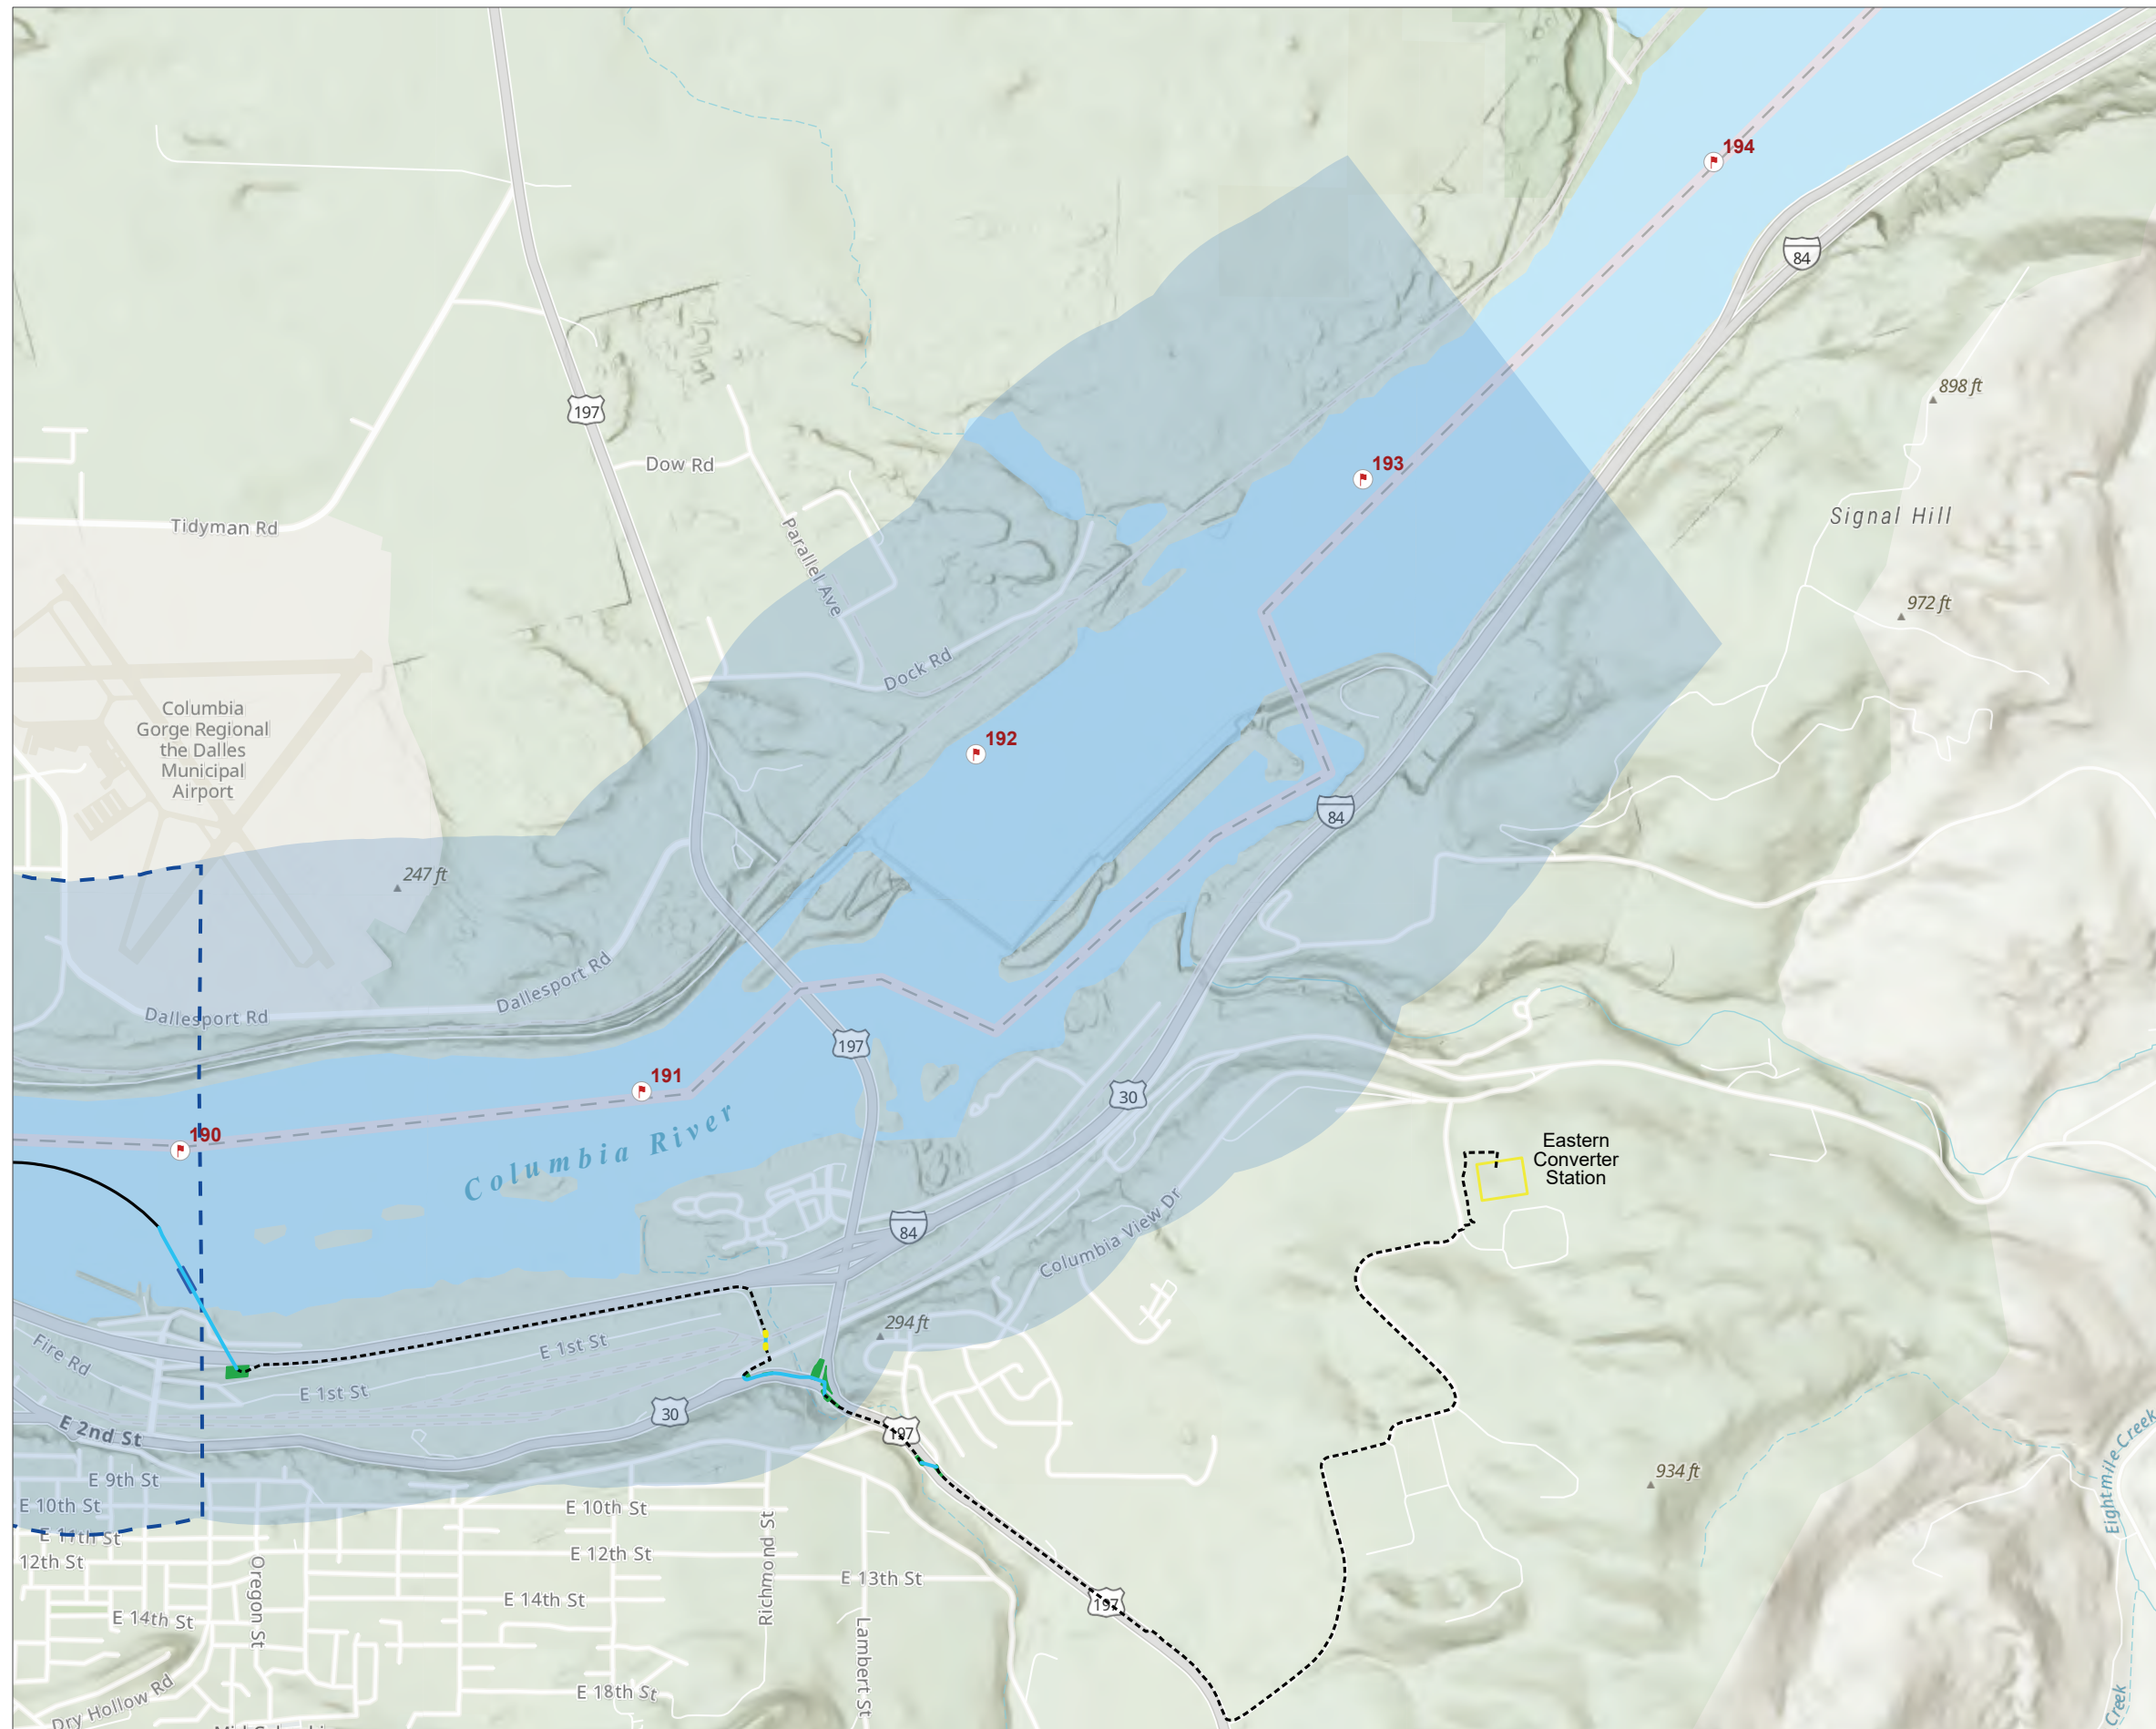 194
84
898 ft
197
Dow Rd
193
Signal Hill
Tidyman Rd
Parallel Ave
972 ft
Dock Rd
Columbia
Gorge Regional
the Dalles
Municipal
Airport
192
84
247 ft
Dallesport Rd
Dallesport Rd
197
191
30
190
Columbia River
Eastern
Converter
Station
84
Columbia View Dr
294 ft
Fire Rd
E 1st St
E 1st St
30
E 2nd St
197
E 9th St
934 ft
E 10th St
E 10th St
E 11th St
12th St
E 12th St
Richmond St
E 13th St
Oregon St
E 14th St
E 14th St
197
Lambert St
Eightmile Creek
E 18th St
Dry Hollow Rd
Creek